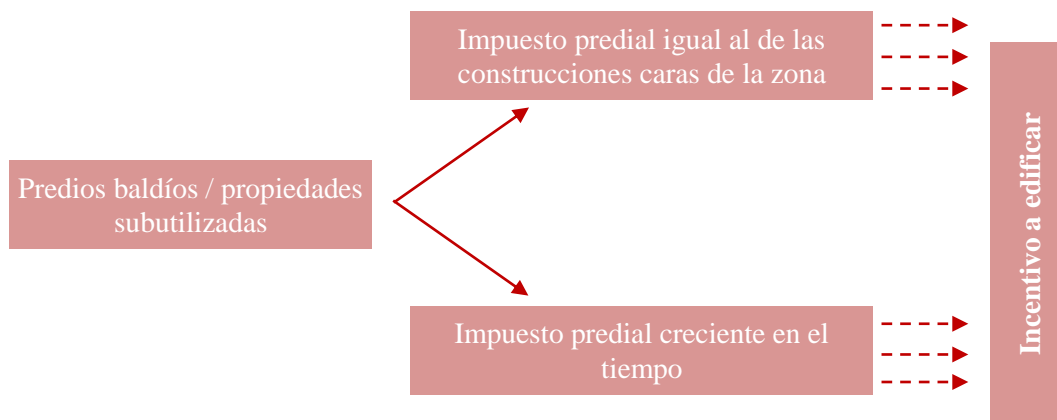 Impuesto predial igual al de las
construcciones caras de la zona
Predios baldíos / propiedades
subutilizadas
Impuesto predial creciente en el
tiempo
Incentivo a edificar